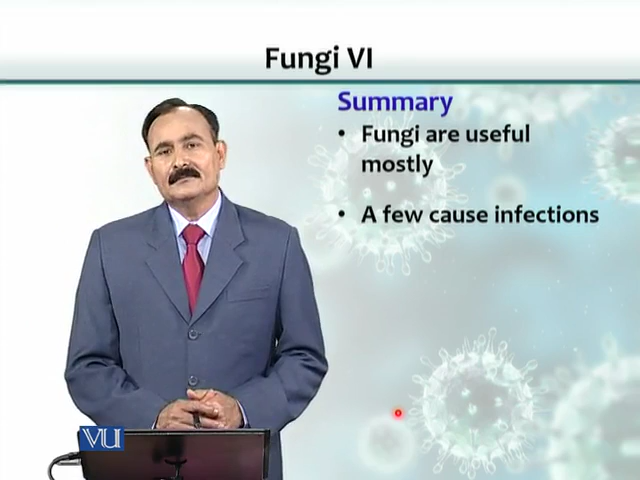 Fungi VI
Summary
• Fungi are useful
mostly
• A few cause infections
VU